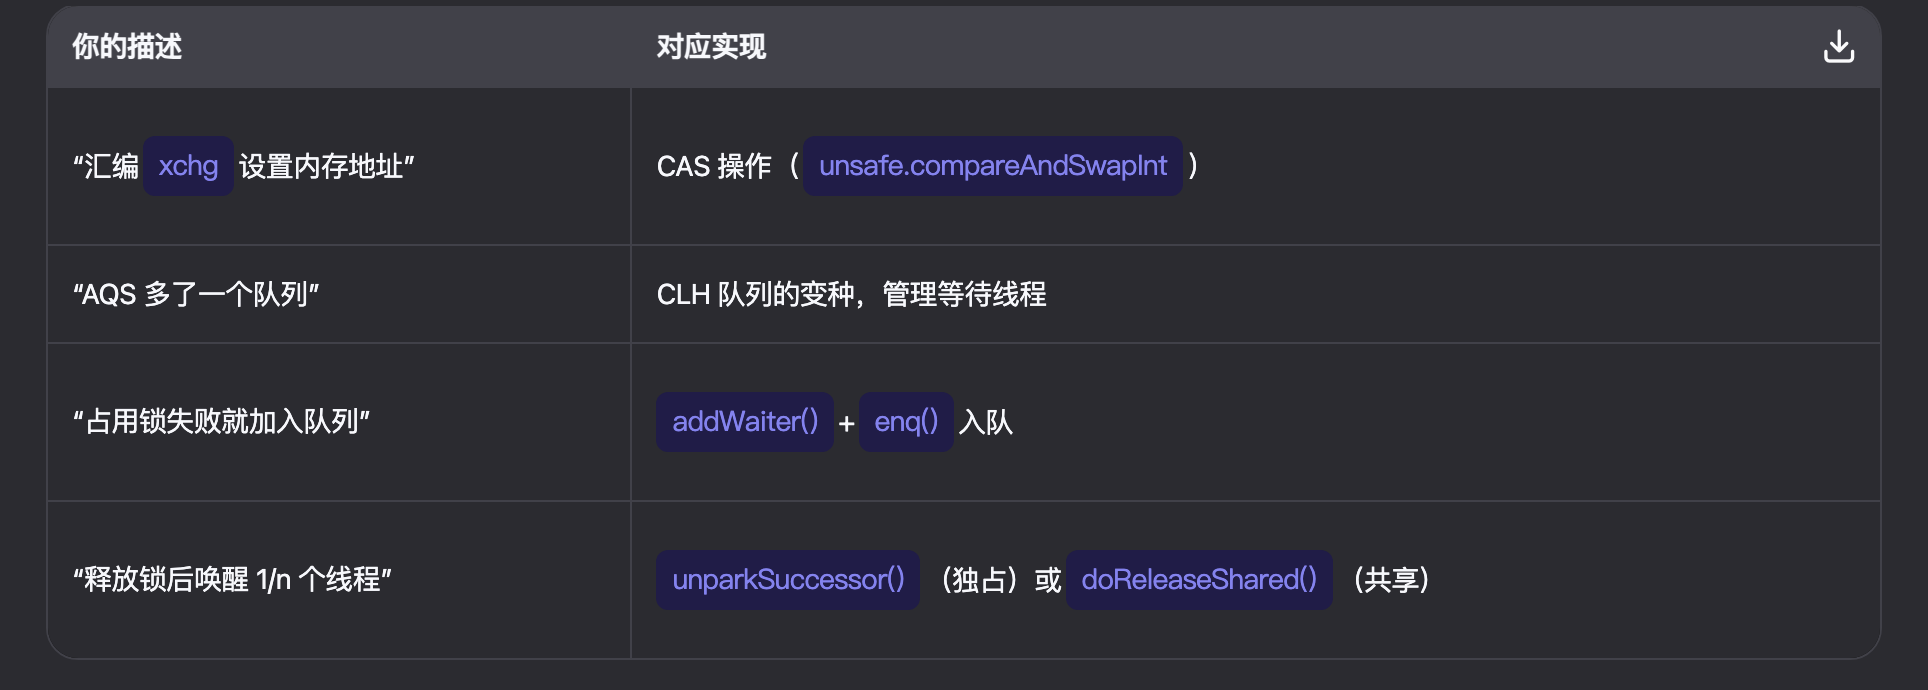 你的描述 对应实现
“汇编 xchg 设置内存地址” CAS 操作（unsafe.compareAndSwapInt）
“AQS 多了一个队列” CLH 队列的变种，管理等待线程
“占用锁失败就加入队列” addWaiter() + enq() 入队
“释放锁后唤醒 1/n 个线程” unparkSuccessor()（独占）或 doReleaseShared()（共享）